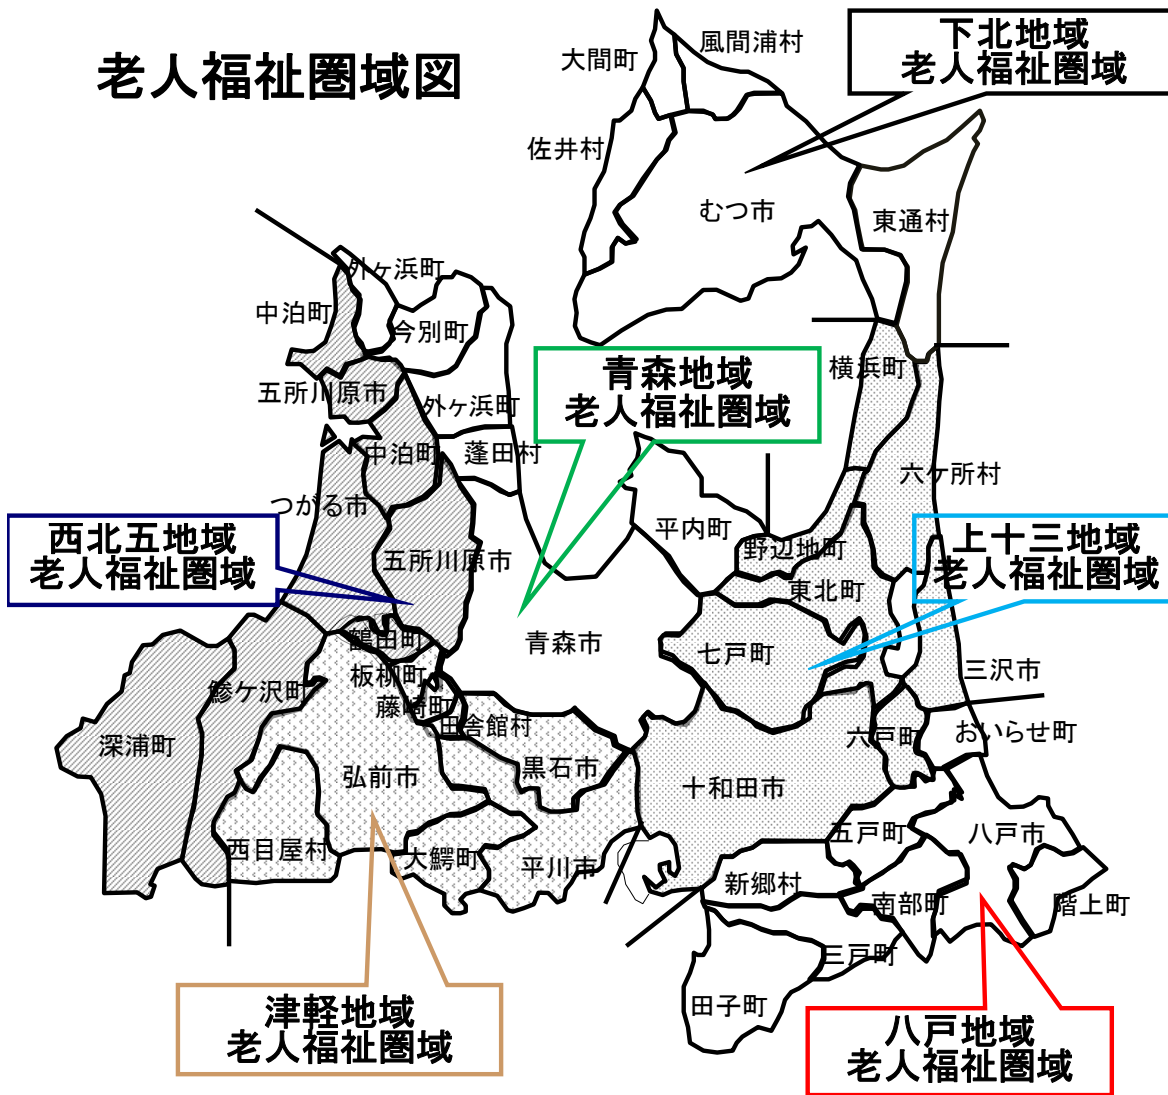 老人福祉圏域図
下北地域
老人福祉圏域
大間町
風間浦村
佐井村
むつ市
東通村
外ヶ浜町
中泊町
今別町
五所川原市
外ヶ浜町
中泊町
蓬田村
青森地域
老人福祉圏域
横浜町
六ケ所村
つがる市
西北五地域
老人福祉圏域
五所川原市
平内町
野辺地町
上十三地域
老人福祉圏域
東北町
鶴田町
青森市
七戸町
三沢市
鰺ケ沢町
板柳町
藤崎町
田舎館村
深浦町
弘前市
黒石市
十和田市
六戸町
おいらせ町
西目屋村
大鰐町
平川市
五戸町
八戸市
新郷村
南部町
階上町
三戸町
田子町
津軽地域
老人福祉圏域
八戸地域
老人福祉圏域